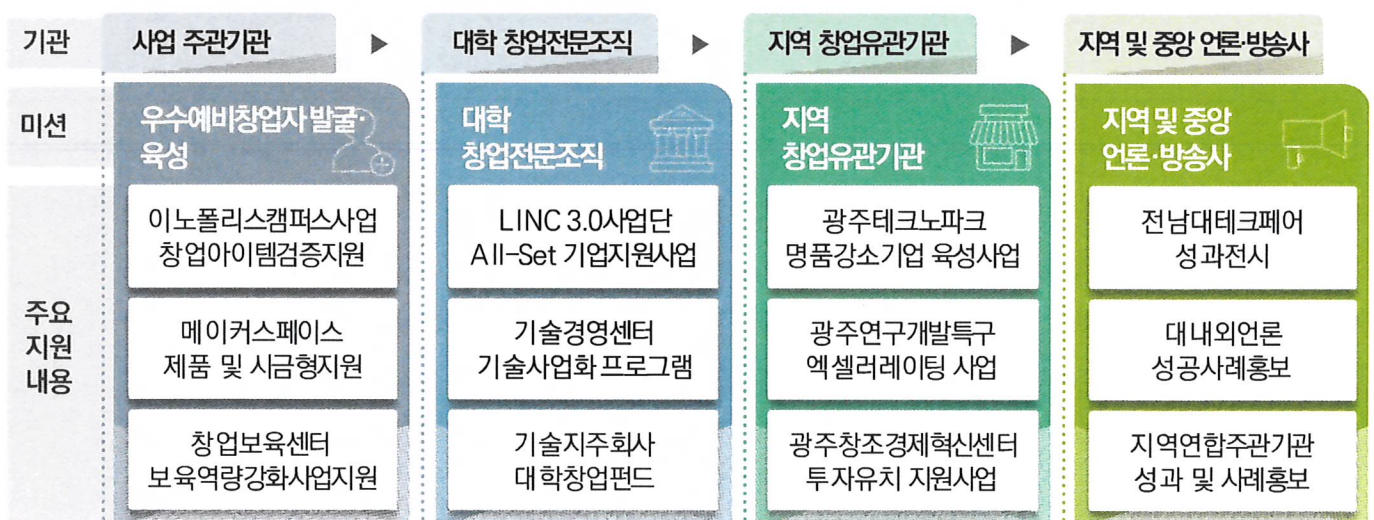 기관
사업 주관기관 ▶
대학 창업전문조직 ▶
지역 창업유관기관 ▶
지역 및 중앙 언론·방송사
미션
우수예비창업자 발굴·
육성
대학
창업전문조직
지역
창업유관기관
지역 및 중앙
언론·방송사
주요
지원
내용
이노폴리스캠퍼스사업
창업아이템검증지원
LINC 3.0사업단
All-Set 기업지원사업
광주테크노파크
명품강소기업 육성사업
전남대테크페어
성과전시
메이커스페이스
제품 및 시금형지원
기술경영센터
기술사업화 프로그램
광주연구개발특구
엑셀러레이팅 사업
대내외언론
성공사례홍보
창업보육센터
보육역량강화사업지원
기술지주회사
대학창업펀드
광주창조경제혁신센터
투자유치 지원사업
지역연합주관기관
성과 및 사례홍보